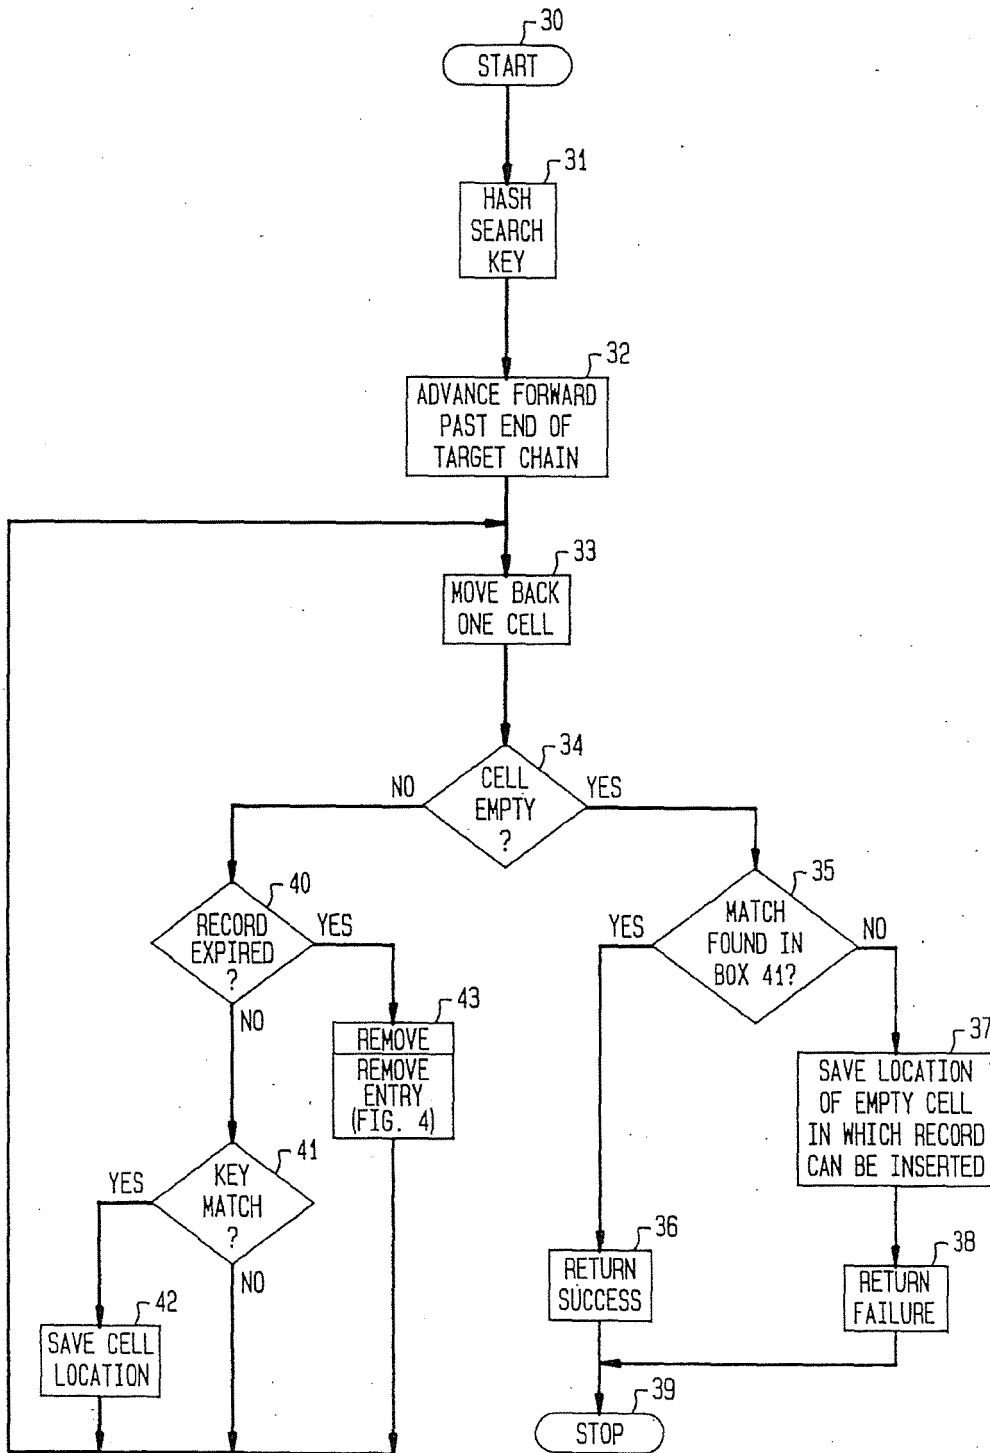 30
START
31
HASH
SEARCH
KEY
32
ADVANCE FORWARD
PAST END OF
TARGET CHAIN
33
MOVE BACK
ONE CELL
34
CELL
EMPTY
?
NO
YES
40
RECORD
EXPIRED
?
YES
NO
35
MATCH
FOUND IN
BOX 41?
YES
NO
43
REMOVE
REMOVE
ENTRY
(FIG. 4)
37
SAVE LOCATION
OF EMPTY CELL
IN WHICH RECORD
CAN BE INSERTED
41
KEY
MATCH
?
YES
NO
36
RETURN
SUCCESS
38
RETURN
FAILURE
42
SAVE CELL
LOCATION
39
STOP